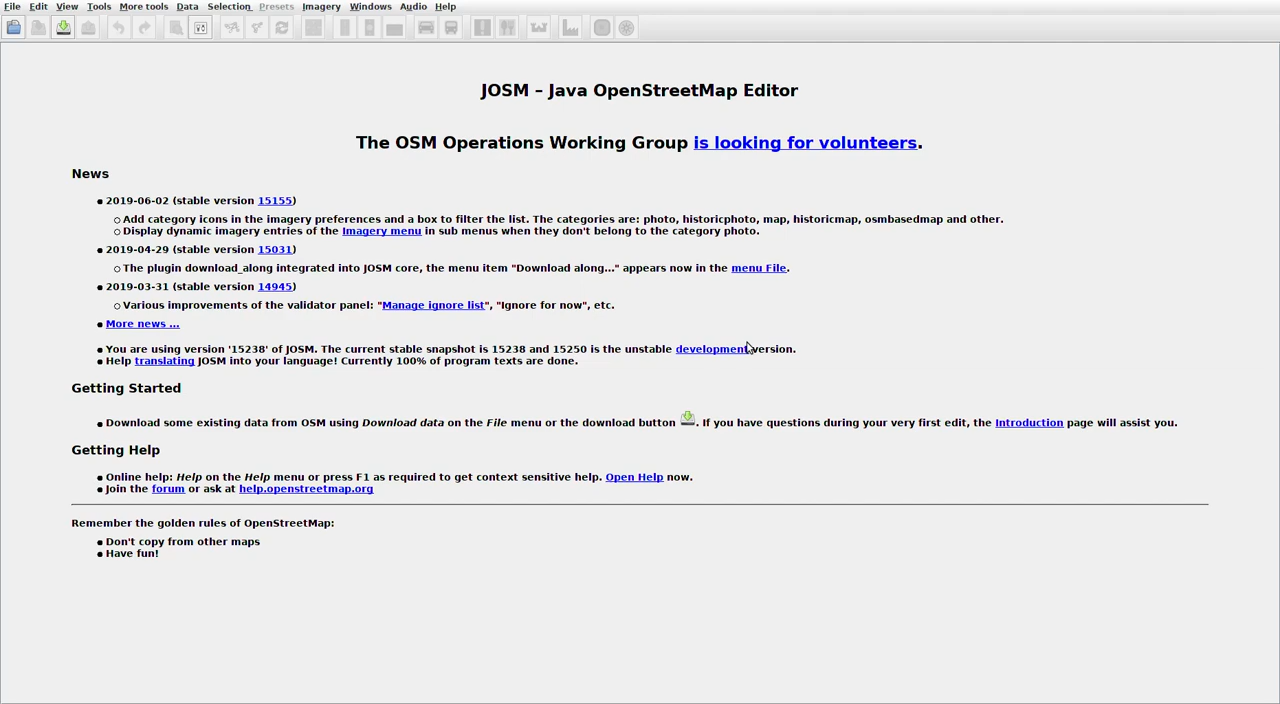 File Edit View Tools More tools Data Selection Presets Imagery Windows Audio Help
JOSM – Java OpenStreetMap Editor
The OSM Operations Working Group is looking for volunteers.
News
2019-06-02 (stable version 15155)
Add category icons in the imagery preferences and a box to filter the list. The categories are: photo, historicphoto, map, historicmap, osmbasedmap and other.
Display dynamic imagery entries of the Imagery menu in sub menus when they don't belong to the category photo.
2019-04-29 (stable version 15031)
The plugin download_along integrated into JOSM core, the menu item "Download along..." appears now in the menu File.
2019-03-31 (stable version 14945)
Various improvements of the validator panel: "Manage ignore list", "Ignore for now", etc.
More news ...
You are using version '15238' of JOSM. The current stable snapshot is 15238 and 15250 is the unstable development version.
Help translating JOSM into your language! Currently 100% of program texts are done.
Getting Started
Download some existing data from OSM using Download data on the File menu or the download button . If you have questions during your very first edit, the Introduction page will assist you.
Getting Help
Online help: Help on the Help menu or press F1 as required to get context sensitive help. Open Help now.
Join the forum or ask at help.openstreetmap.org
Remember the golden rules of OpenStreetMap:
Don't copy from other maps
Have fun!